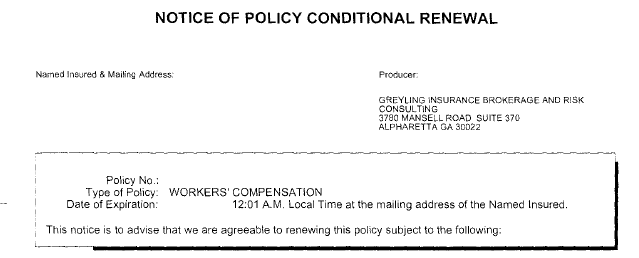 NOTICE OF POLICY CONDITIONAL RENEWAL
Named Insured & Mailing Address:
Producer:
GREYLING INSURANCE BROKERAGE AND RISK
CONSULTING
3780 MANSELL ROAD SUITE 370
ALPHARETTA GA 30022
Policy No.:
Type of Policy: WORKERS' COMPENSATION
Date of Expiration: 12:01 A.M. Local Time at the mailing address of the Named Insured.
This notice is to advise that we are agreeable to renewing this policy subject to the following: